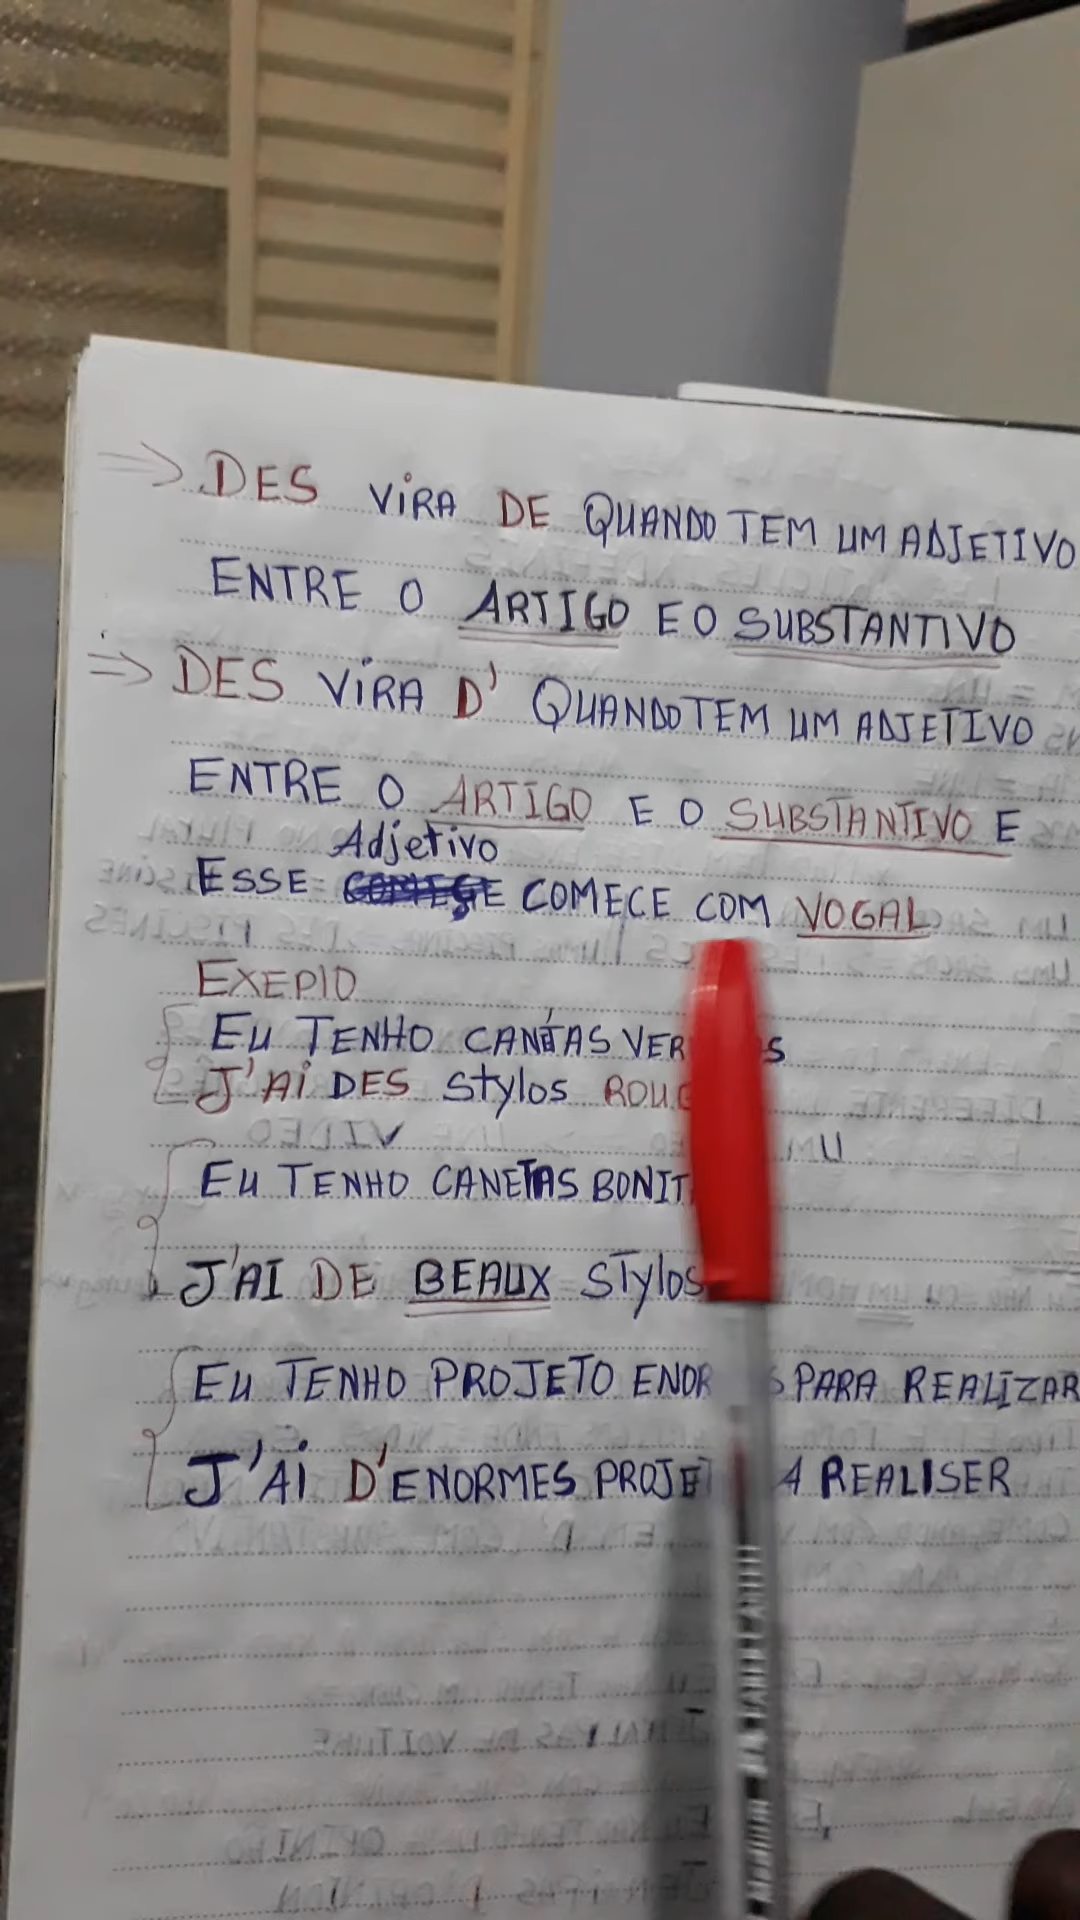 ⇒ DES VIRA DE QUANDO TEM UM ADJETIVO
ENTRE O ARTIGO E O SUBSTANTIVO
⇒ DES VIRA D' QUANDO TEM UM ADJETIVO
ENTRE O ARTIGO E O SUBSTANTIVO E
Adjetivo
ESSE COMECE COM VOGAL
EXEPIO
EU TENHO CANETAS
J'Ai DES Stylos
EU TENHO CANETAS
J'AI DE BEAUX STylos
EU TENHO PROJETO PARA REALIZAR
J'Ai D'ENORMES A REALISER